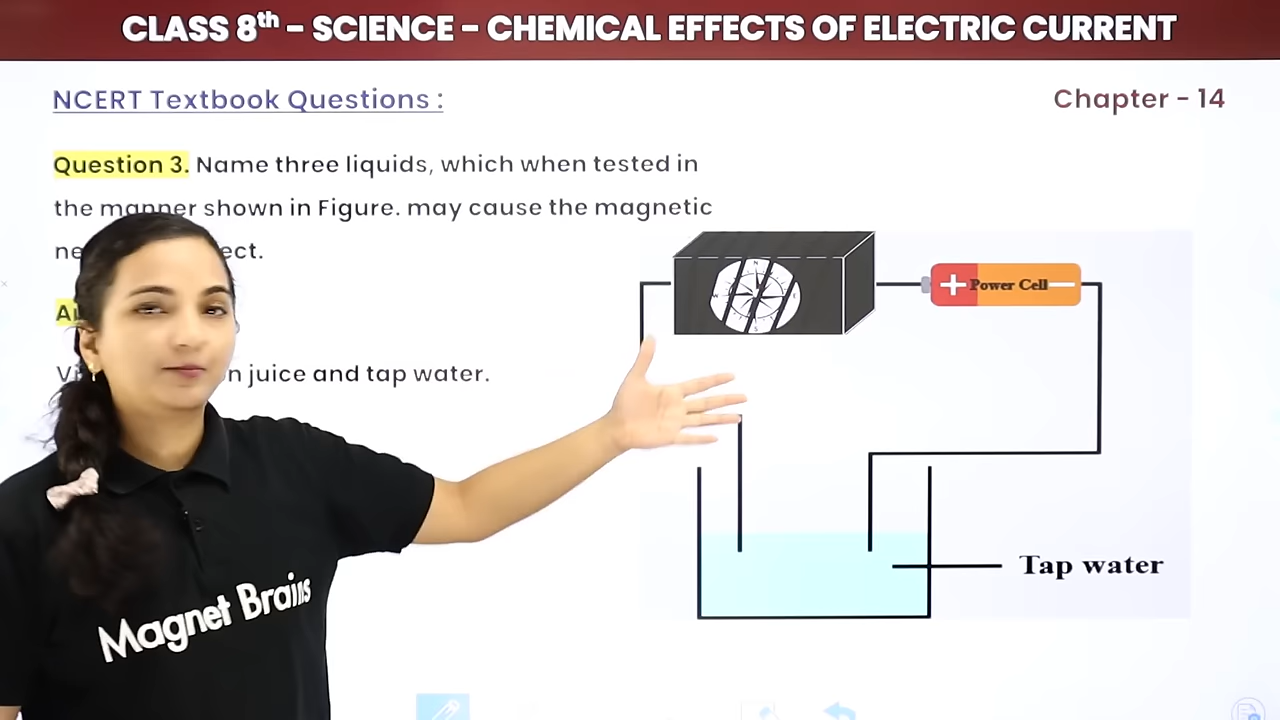 CLASS 8th - SCIENCE - CHEMICAL EFFECTS OF ELECTRIC CURRENT
NCERT Textbook Questions :
Chapter - 14
Question 3. Name three liquids, which when tested in
the manner shown in Figure. may cause the magnetic
juice and tap water.
Power Cell
Tap water
Magnet Brains